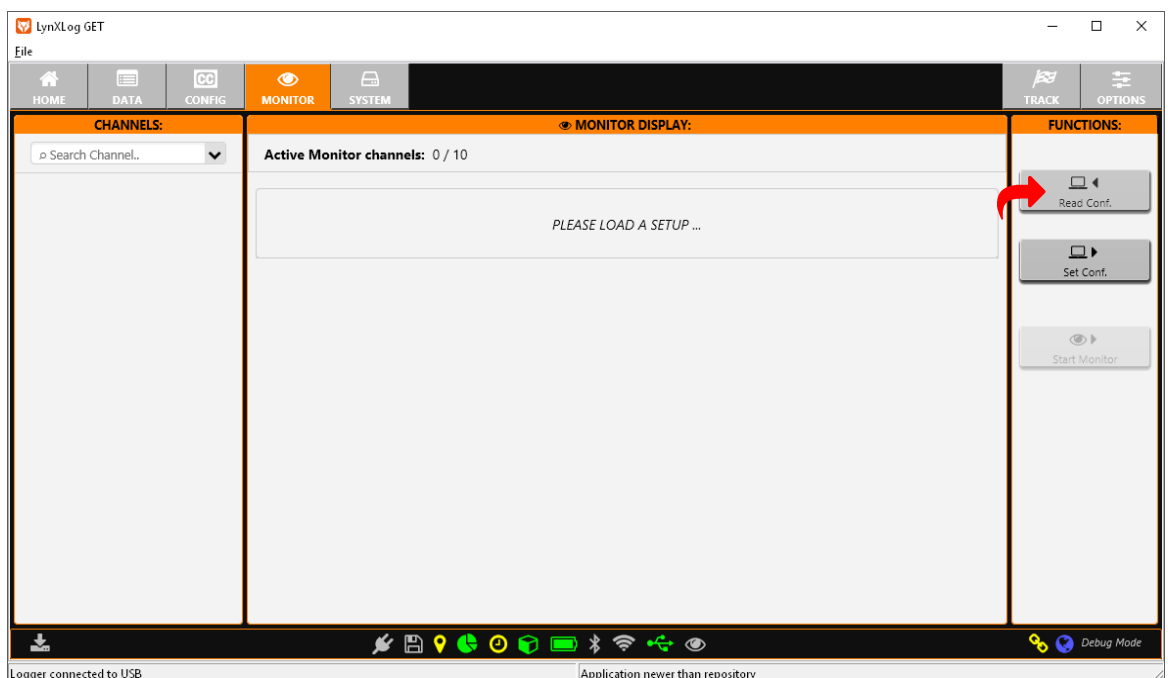 LynXLog GET
File
HOME DATA CONFIG MONITOR SYSTEM TRACK OPTIONS
CHANNELS:
Search Channel..
MONITOR DISPLAY:
Active Monitor channels: 0 / 10
PLEASE LOAD A SETUP ...
FUNCTIONS:
Read Conf.
Set Conf.
Start Monitor
Debug Mode
Logger connected to USB
Application newer than repository